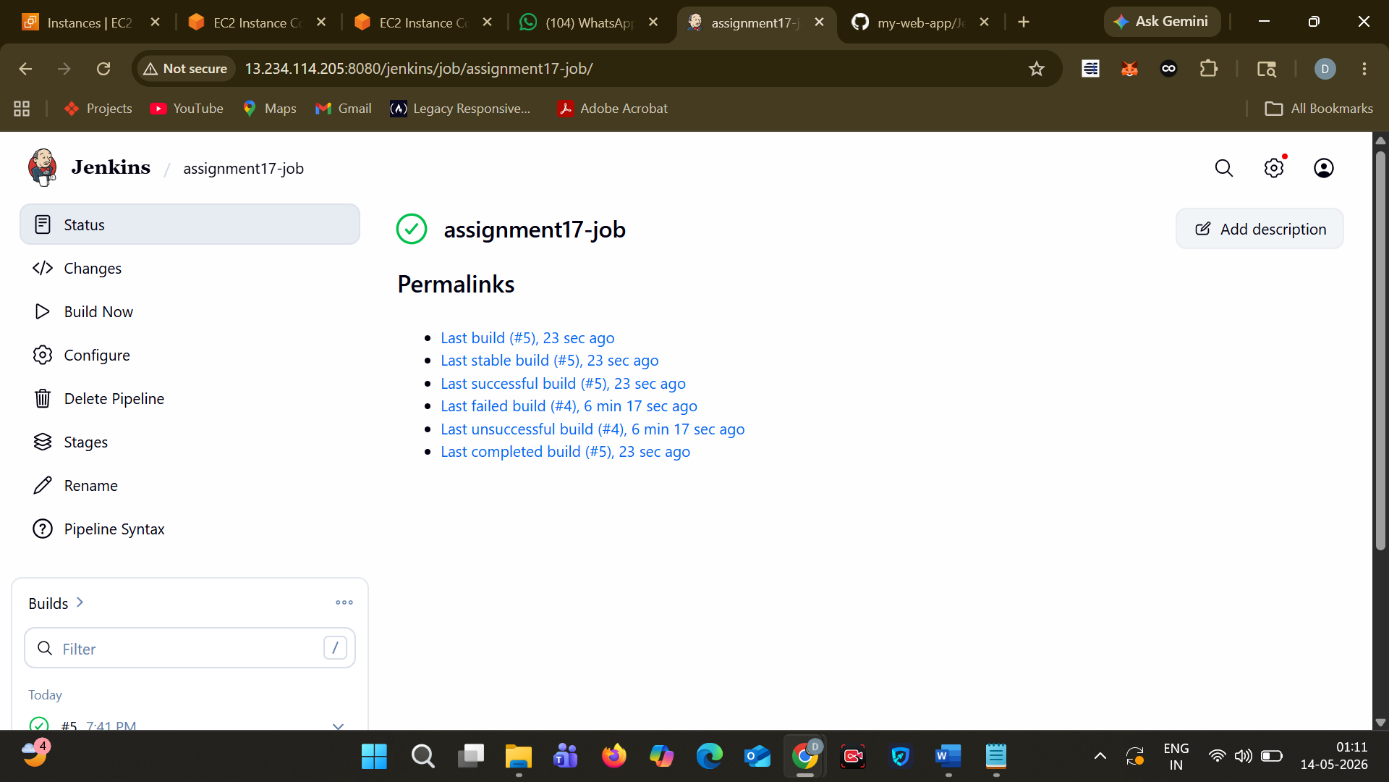 Instances | EC2
EC2 Instance Co
EC2 Instance Co
(104) WhatsApp
assignment17-j
my-web-app/Je
Ask Gemini
Not secure
13.234.114.205:8080/jenkins/job/assignment17-job/
D
Projects
YouTube
Maps
Gmail
Legacy Responsive...
Adobe Acrobat
All Bookmarks
Jenkins / assignment17-job
Status
Changes
Build Now
Configure
Delete Pipeline
Stages
Rename
Pipeline Syntax
Builds
Filter
/
Today
#5 7:41 PM
assignment17-job
Add description
Permalinks
Last build (#5), 23 sec ago
Last stable build (#5), 23 sec ago
Last successful build (#5), 23 sec ago
Last failed build (#4), 6 min 17 sec ago
Last unsuccessful build (#4), 6 min 17 sec ago
Last completed build (#5), 23 sec ago
4
D
ENG
IN
01:11
14-05-2026